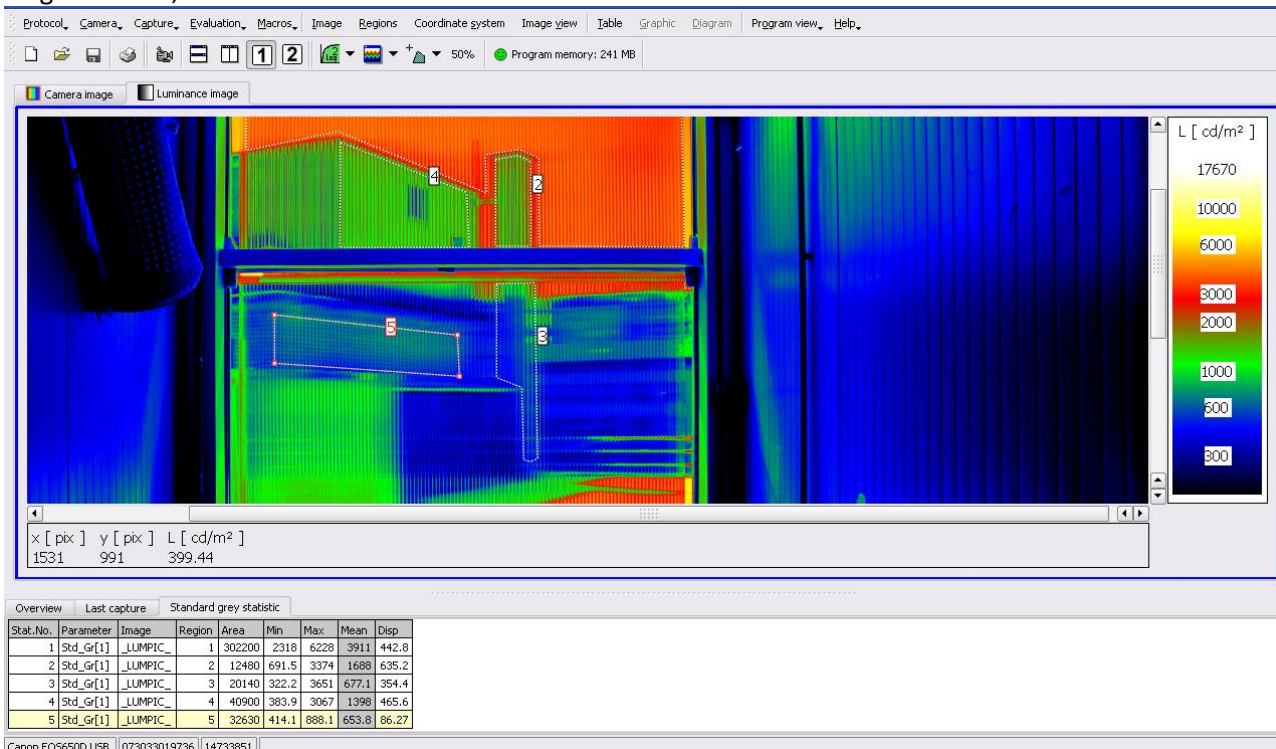 Protocol Camera Capture Evaluation Macros Image Regions Coordinate system Image view Table Graphic Diagram Program view Help
1 2 Log 50% Program memory: 241 MB
Camera image Luminance image
L [ cd/m² ]
17670
10000
6000
3000
2000
1000
600
300
4
2
5
3
x [ pix ] y [ pix ] L [ cd/m² ]
1531 991 399.44
Overview Last capture Standard grey statistic
Stat.No. Parameter Image Region Area Min Max Mean Disp
1 Std_Gr[1] _LUMPIC_ 1 302200 2318 6228 3911 442.8
2 Std_Gr[1] _LUMPIC_ 2 12480 691.5 3374 1688 635.2
3 Std_Gr[1] _LUMPIC_ 3 20140 322.2 3651 677.1 354.4
4 Std_Gr[1] _LUMPIC_ 4 40900 383.9 3067 1398 465.6
5 Std_Gr[1] _LUMPIC_ 5 32630 414.1 888.1 653.8 86.27
Canon EOS650D USB 073033019736 14733851